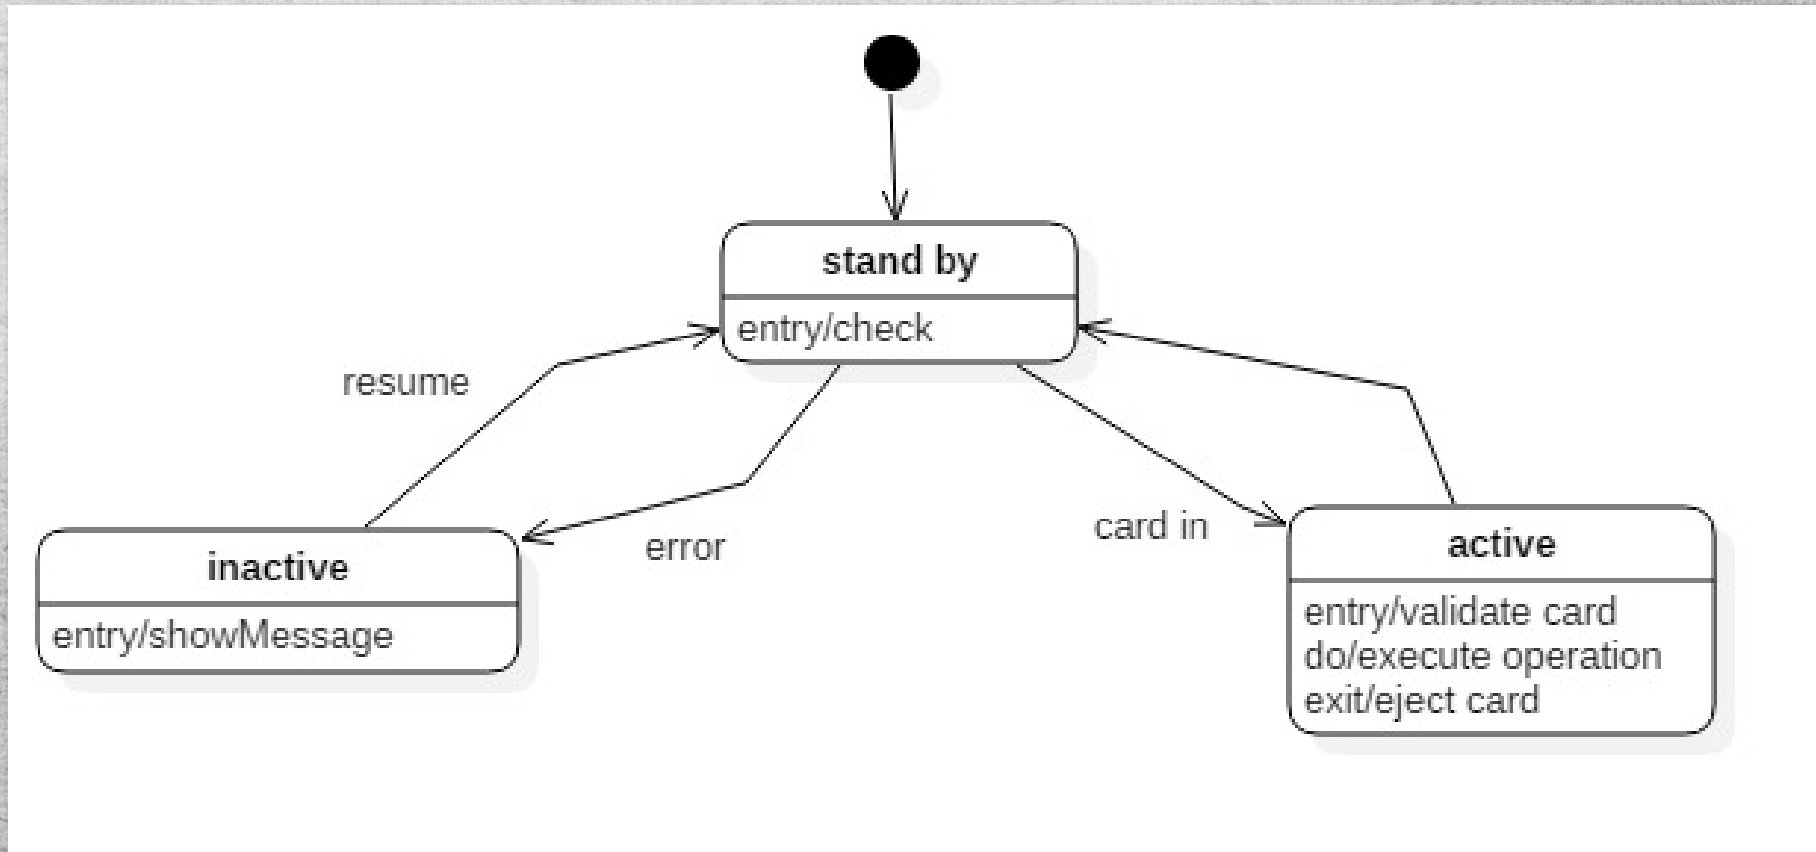 stand by
entry/check
resume
error
card in
inactive
entry/showMessage
active
entry/validate card
do/execute operation
exit/eject card